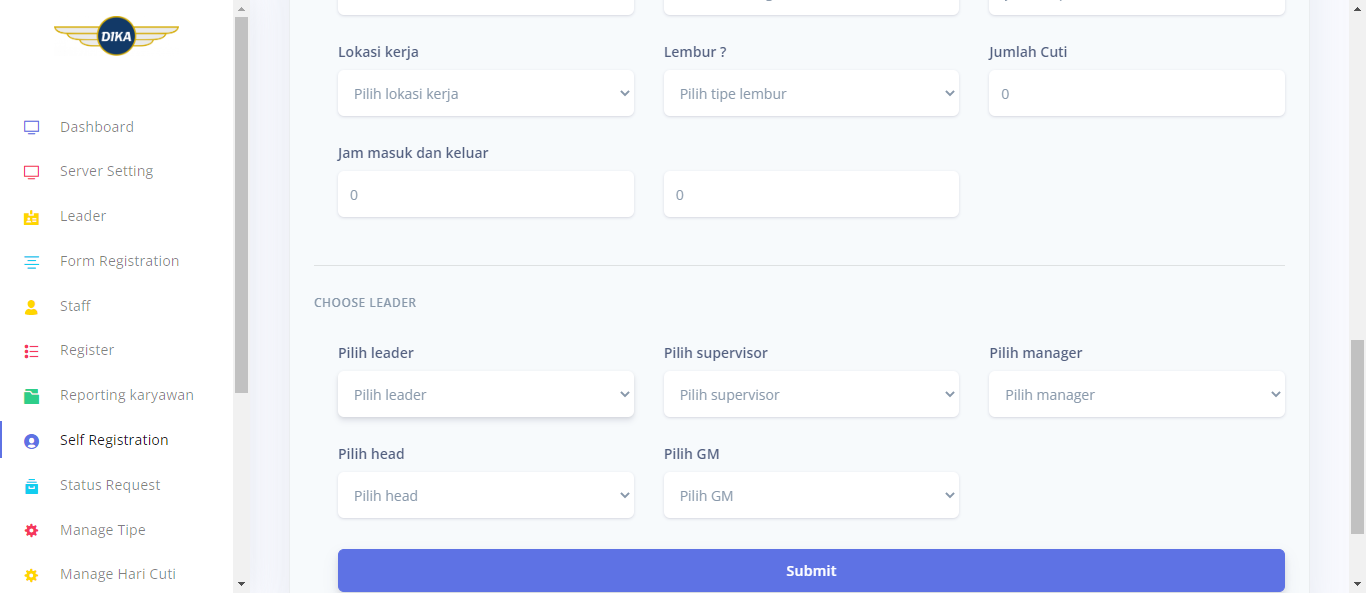 DIKA
Dashboard
Server Setting
Leader
Form Registration
Staff
Register
Reporting karyawan
Self Registration
Status Request
Manage Tipe
Manage Hari Cuti
Lokasi kerja
Lembur ?
Jumlah Cuti
Pilih lokasi kerja
Pilih tipe lembur
0
Jam masuk dan keluar
0
0
CHOOSE LEADER
Pilih leader
Pilih supervisor
Pilih manager
Pilih leader
Pilih supervisor
Pilih manager
Pilih head
Pilih GM
Pilih head
Pilih GM
Submit